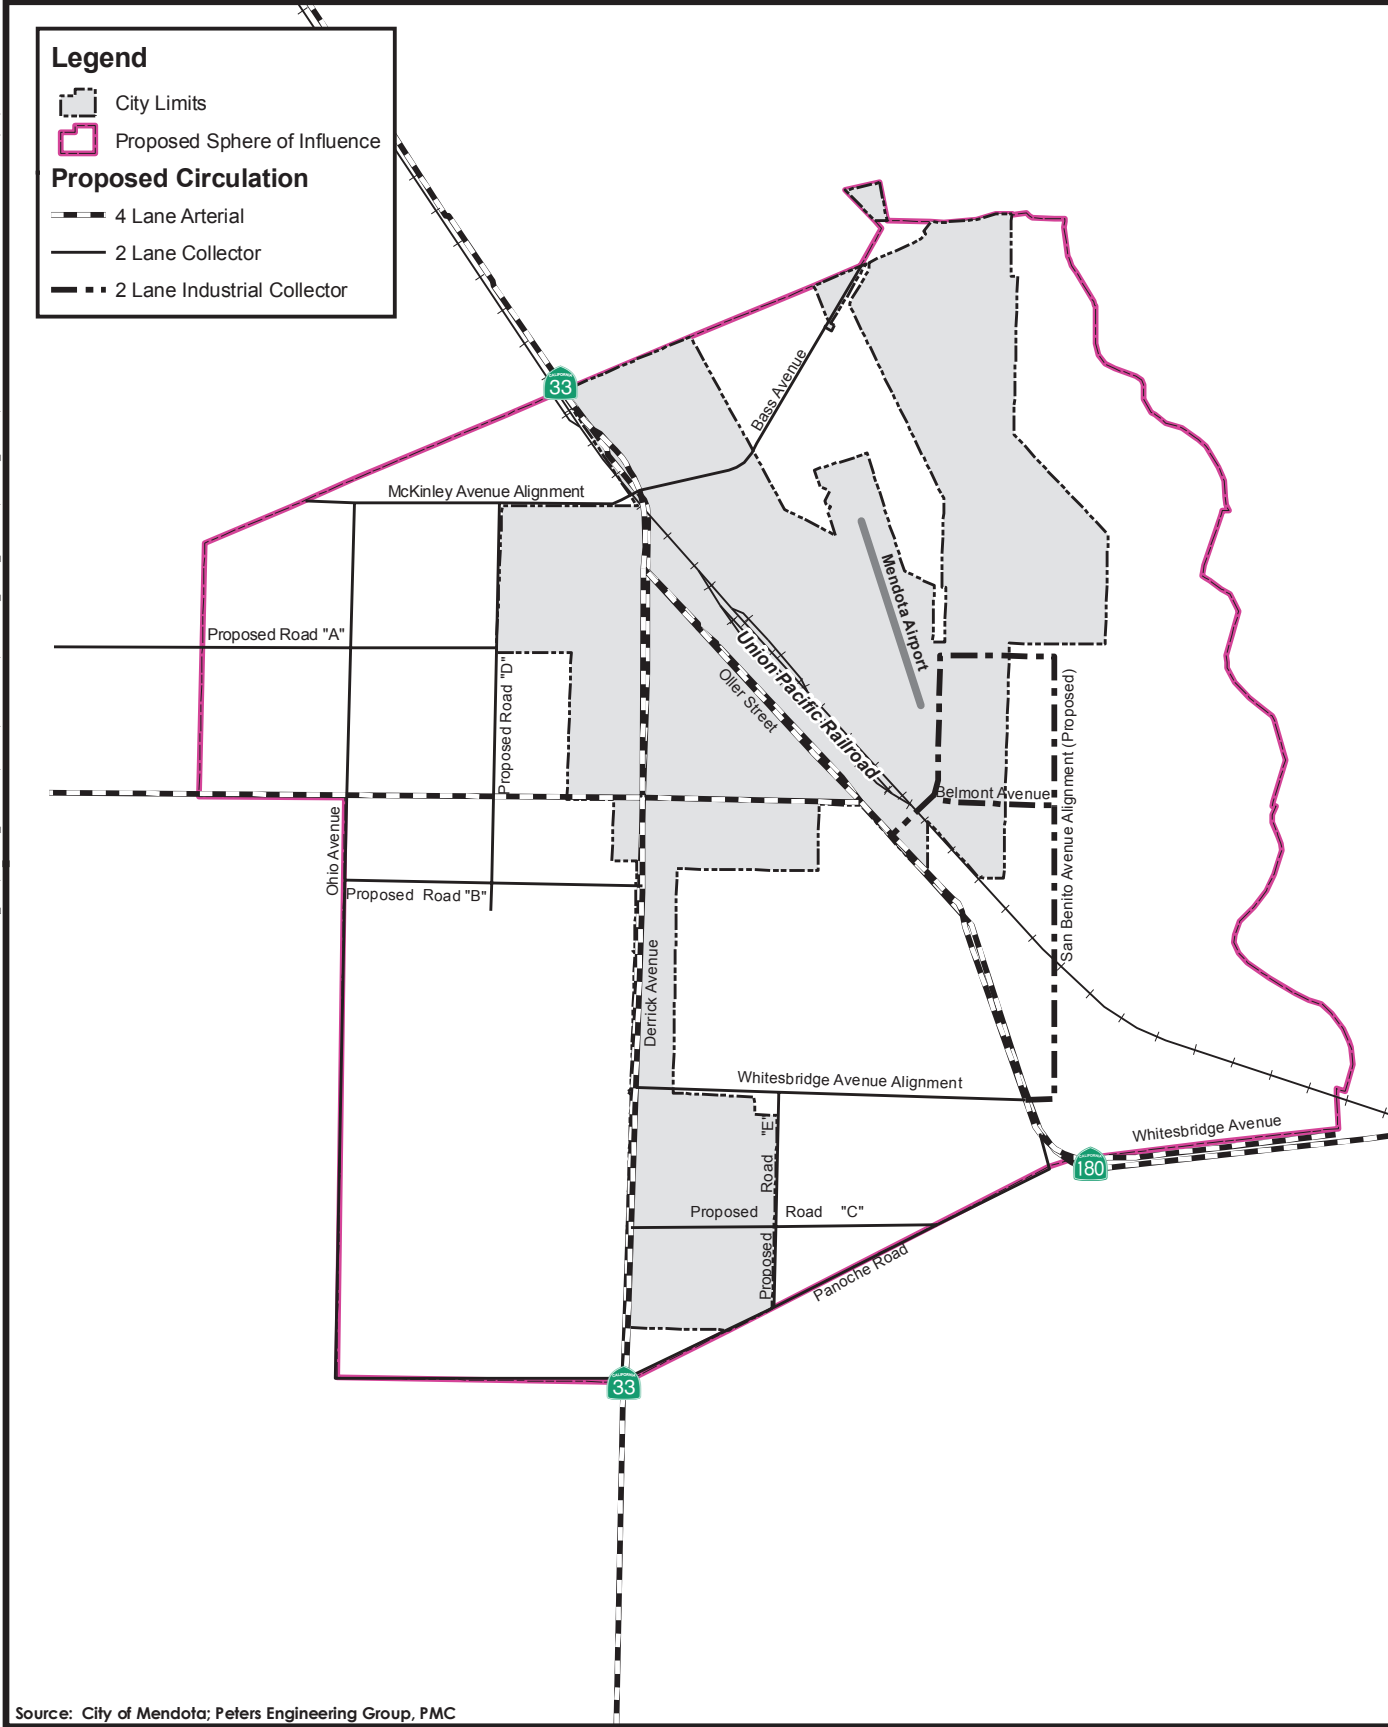 Legend
City Limits
Proposed Sphere of Influence
Proposed Circulation
4 Lane Arterial
2 Lane Collector
2 Lane Industrial Collector
CALIFORNIA
33
Bass Avenue
McKinley Avenue Alignment
Mendota Airport
Proposed Road "A"
Union Pacific Railroad
Oller Street
Proposed Road "D"
San Benito Avenue Alignment (Proposed)
Belmont Avenue
Ohio Avenue
Proposed Road "B"
Derrick Avenue
Whitesbridge Avenue Alignment
Whitesbridge Avenue
CALIFORNIA
180
Proposed Road "E"
Proposed Road "C"
Panoche Road
CALIFORNIA
33
Source: City of Mendota; Peters Engineering Group, PMC